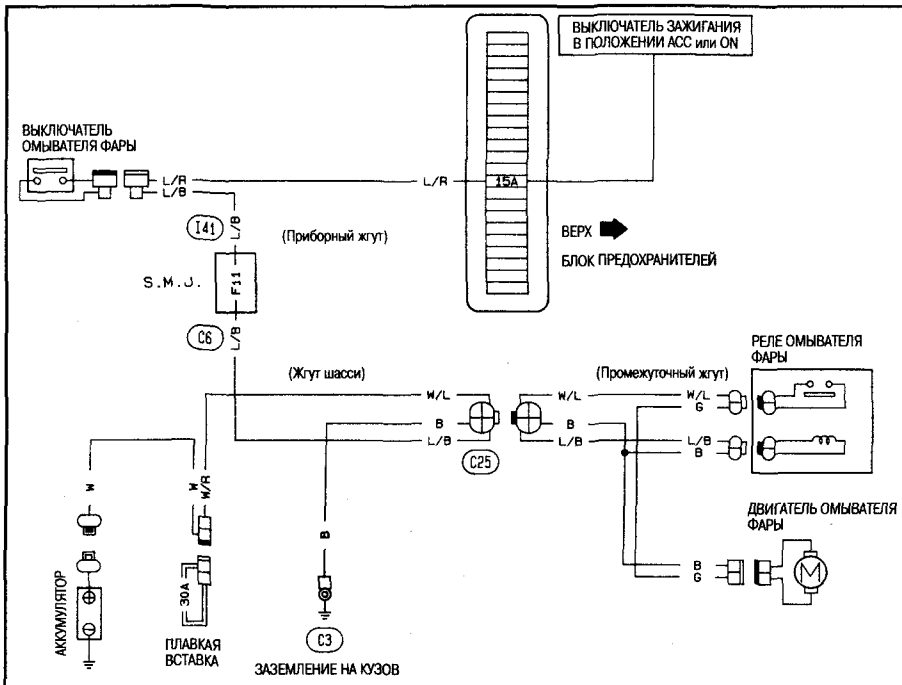 ВЫКЛЮЧАТЕЛЬ ЗАЖИГАНИЯ
В ПОЛОЖЕНИИ ACC или ON
ВЫКЛЮЧАТЕЛЬ
ОМЫВАТЕЛЯ ФАРЫ
L/R
L/B
L/R
15A
I41
L/B
(Приборный жгут)
ВЕРХ
БЛОК ПРЕДОХРАНИТЕЛЕЙ
S.M.J.
F11
C6
L/B
РЕЛЕ ОМЫВАТЕЛЯ
ФАРЫ
(Жгут шасси)
(Промежуточный жгут)
W/L
W/L
W/L
G
B
B
L/B
L/B
L/B
B
C25
W
W
W/R
B
ДВИГАТЕЛЬ ОМЫВАТЕЛЯ
ФАРЫ
B
G
M
АККУМУЛЯТОР
30A
ПЛАВКАЯ
ВСТАВКА
C3
ЗАЗЕМЛЕНИЕ НА КУЗОВ